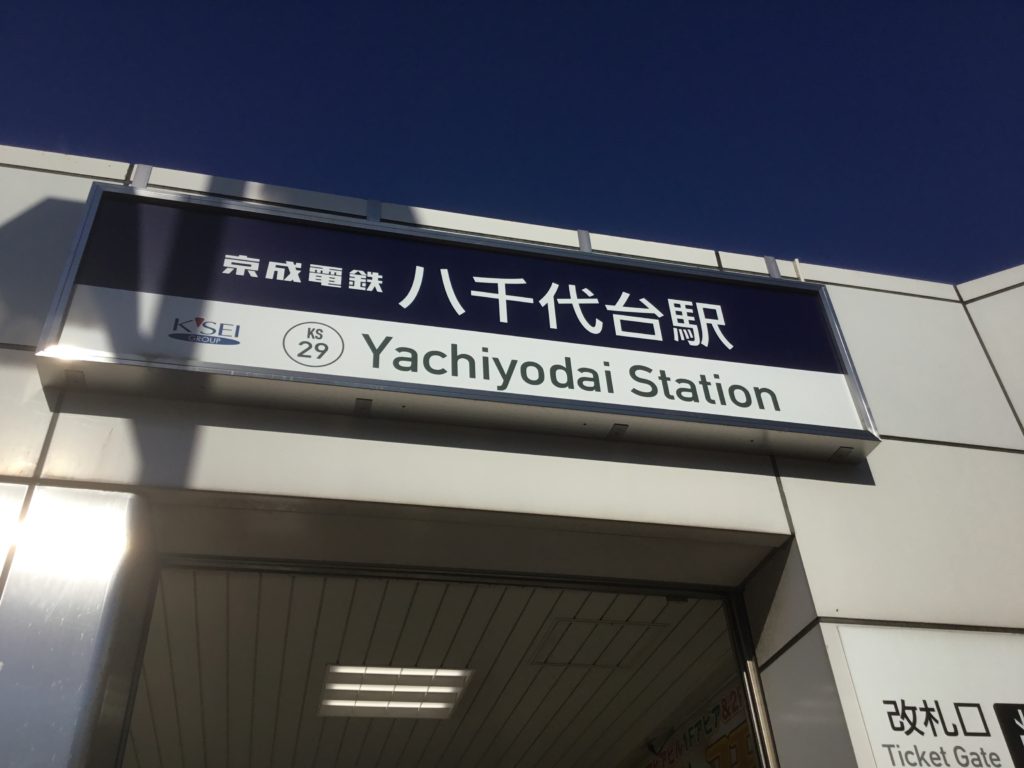 京成電鉄 八千代台駅
K'SEI
GROUP
KS
29
Yachiyodai Station
改札口
Ticket Gate